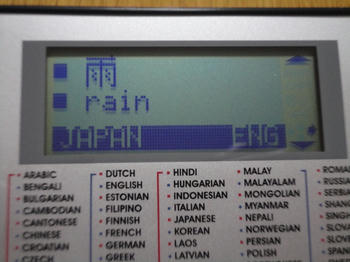 雨
rain
JAPAN ENG
ARABIC
BENGALI
BULGARIAN
CAMBODIAN
CANTONESE
CHINESE
CROATIAN
CZECH
DUTCH
ENGLISH
ESTONIAN
FILIPINO
FINNISH
FRENCH
GERMAN
GREEK
HINDI
HUNGARIAN
INDONESIAN
ITALIAN
JAPANESE
KOREAN
LAOS
LATVIAN
MALAY
MALAYALAM
MONGOLIAN
MYANMAR
NEPALI
NORWEGIAN
PERSIAN
POLISH